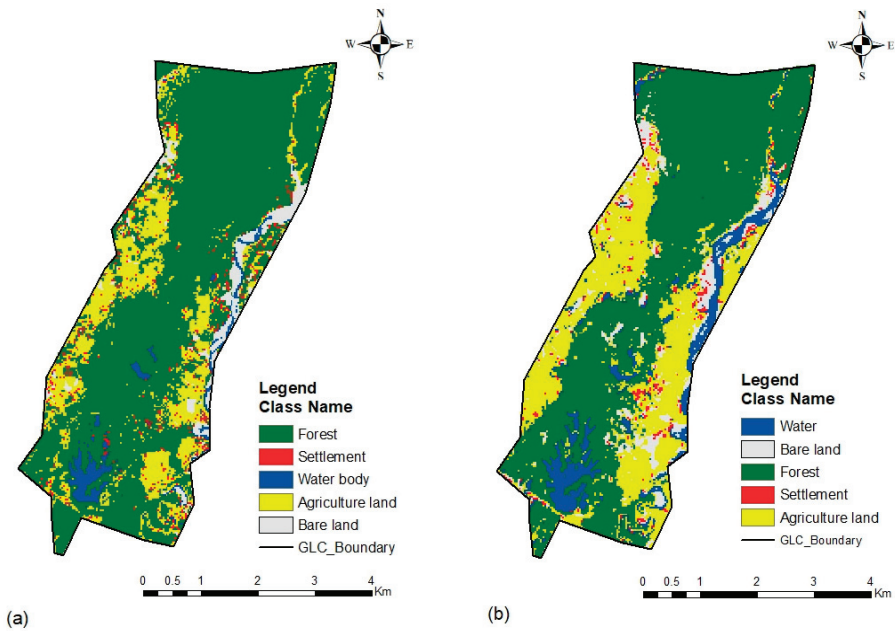 N
W E
S
Legend
Class Name
Forest
Settlement
Water body
Agriculture land
Bare land
GLC_Boundary
0 0.5 1 2 3 4
Km
(a)
N
W E
S
Legend
Class Name
Water
Bare land
Forest
Settlement
Agriculture land
GLC_Boundary
0 0.5 1 2 3 4
Km
(b)